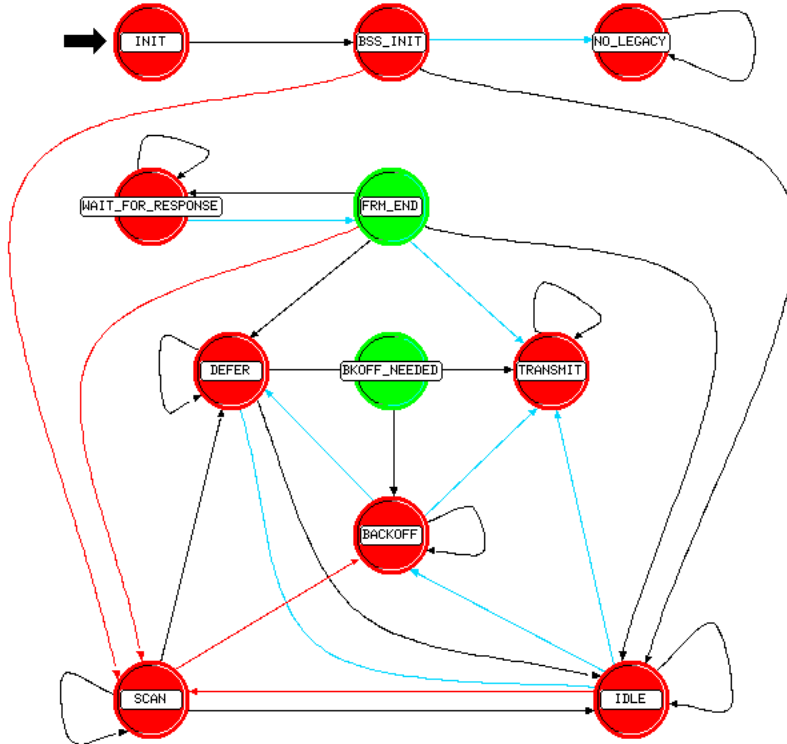 INIT
BSS_INIT
NO_LEGACY
WAIT_FOR_RESPONSE
FRM_END
DEFER
BKOFF_NEEDED
TRANSMIT
BACKOFF
SCAN
IDLE